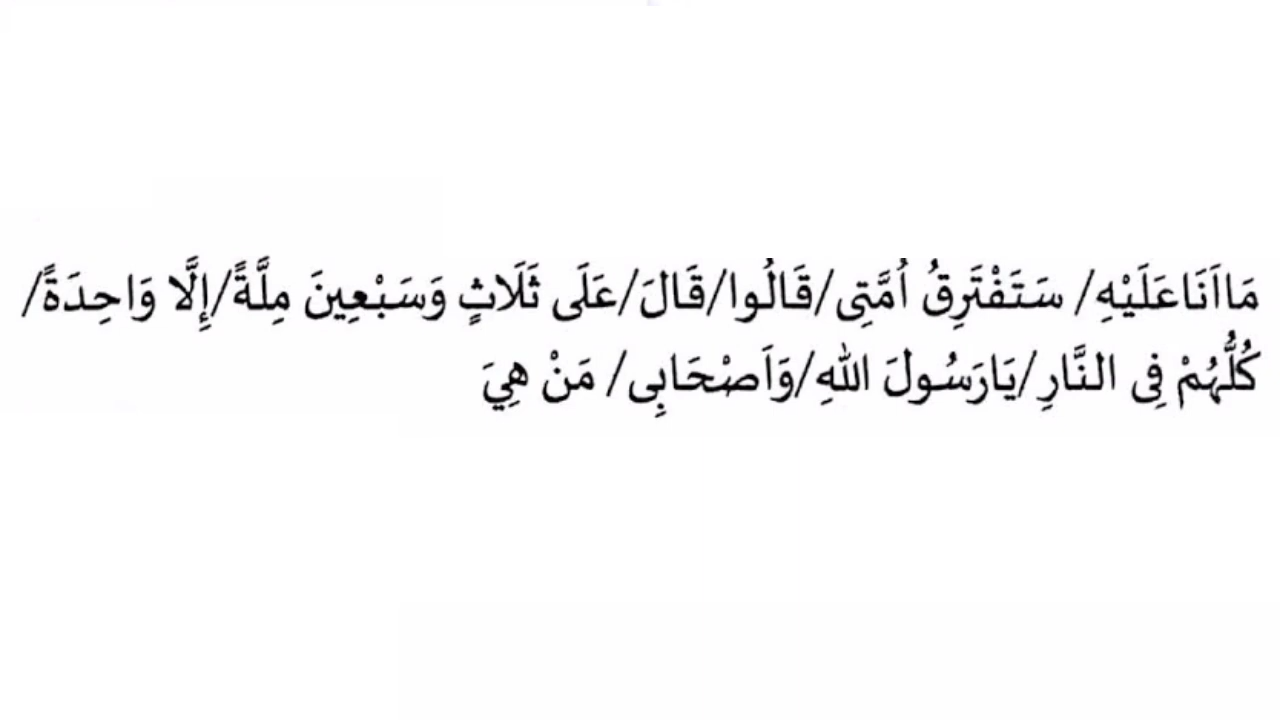 مَااَنَاعَلَيْهِ/ سَتَفْتَرِقُ اُمَّتِى/قَالُوا/قَالَ/عَلَى ثَلَاثٍ وَسَبْعِينَ مِلَّةً/إِلَّا وَاحِدَةً/
كُلُّهُمْ فِى النَّارِ/يَارَسُولَ اللهِ/وَاَصْحَابِى/ مَنْ هِيَ